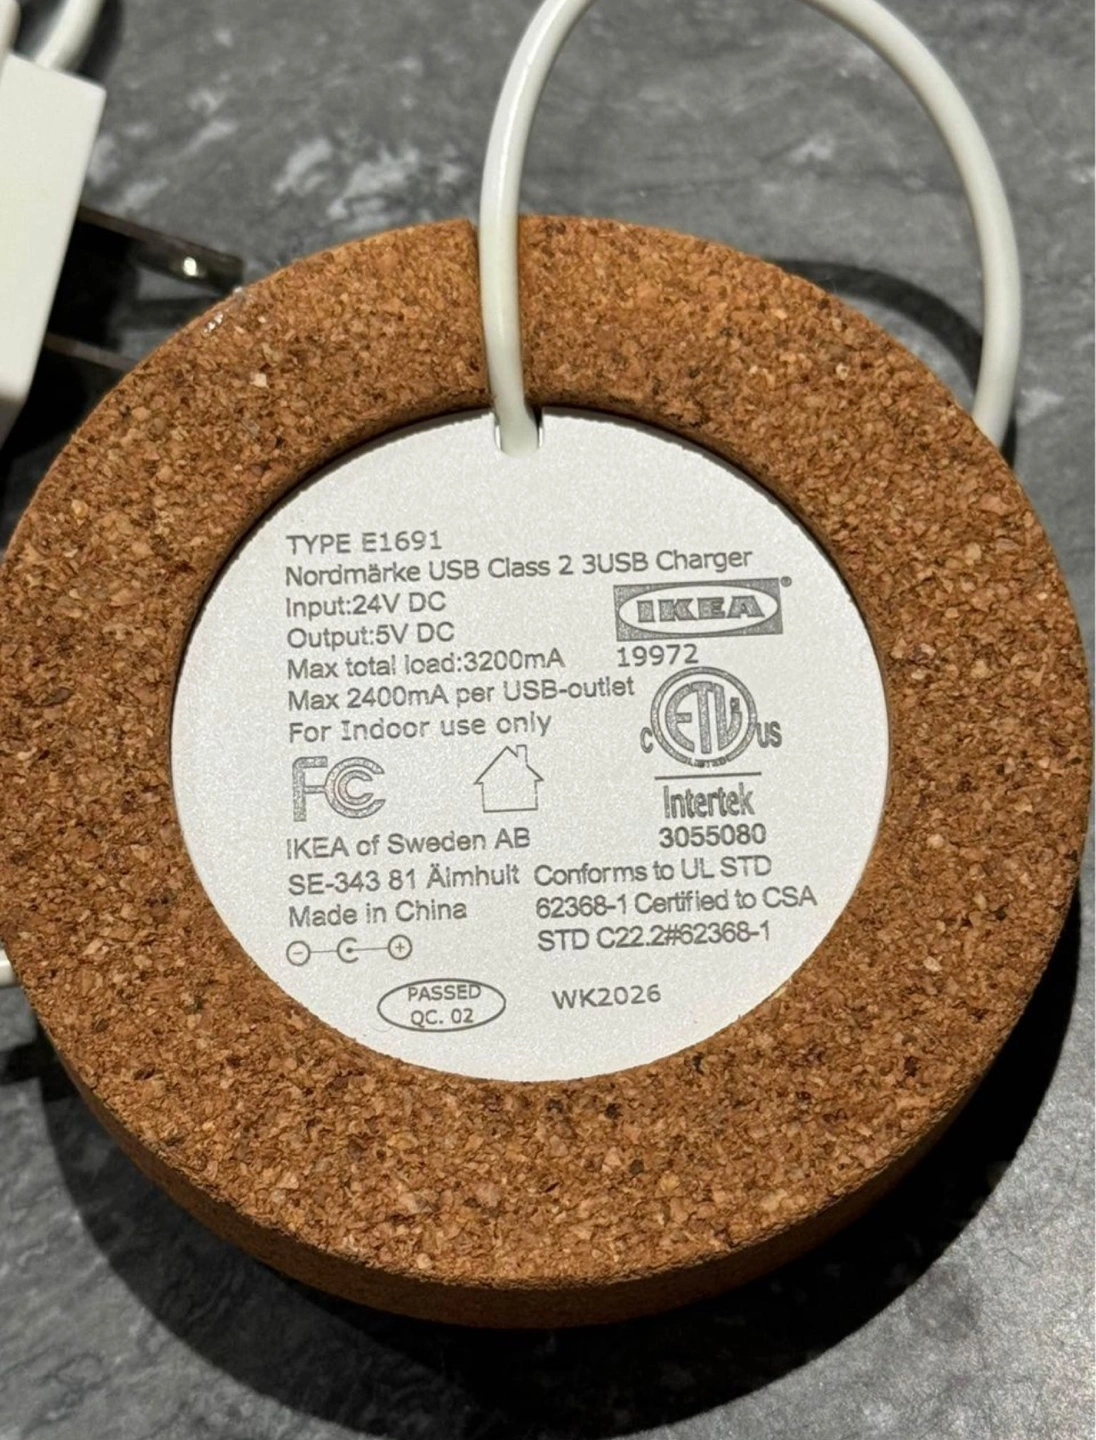 TYPE E1691
Nordmärke USB Class 2 3USB Charger
Input:24V DC
Output:5V DC
Max total load:3200mA
Max 2400mA per USB-outlet
For Indoor use only
IKEA®
19972
ETL
C US
LISTED
Intertek
3055080
FC
IKEA of Sweden AB
SE-343 81 Älmhult
Made in China
Conforms to UL STD
62368-1 Certified to CSA
STD C22.2#62368-1
PASSED
QC. 02
WK2026